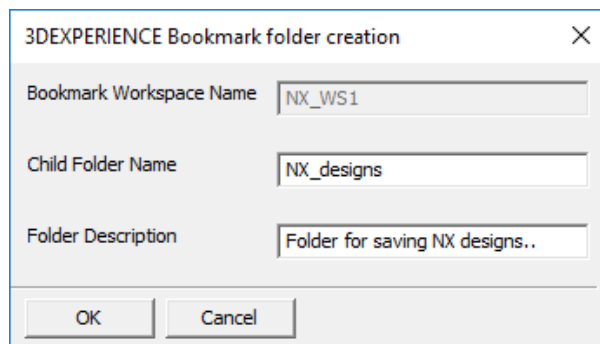 3DEXPERIENCE Bookmark folder creation
Bookmark Workspace Name NX_WS1
Child Folder Name NX_designs
Folder Description Folder for saving NX designs..
OK Cancel